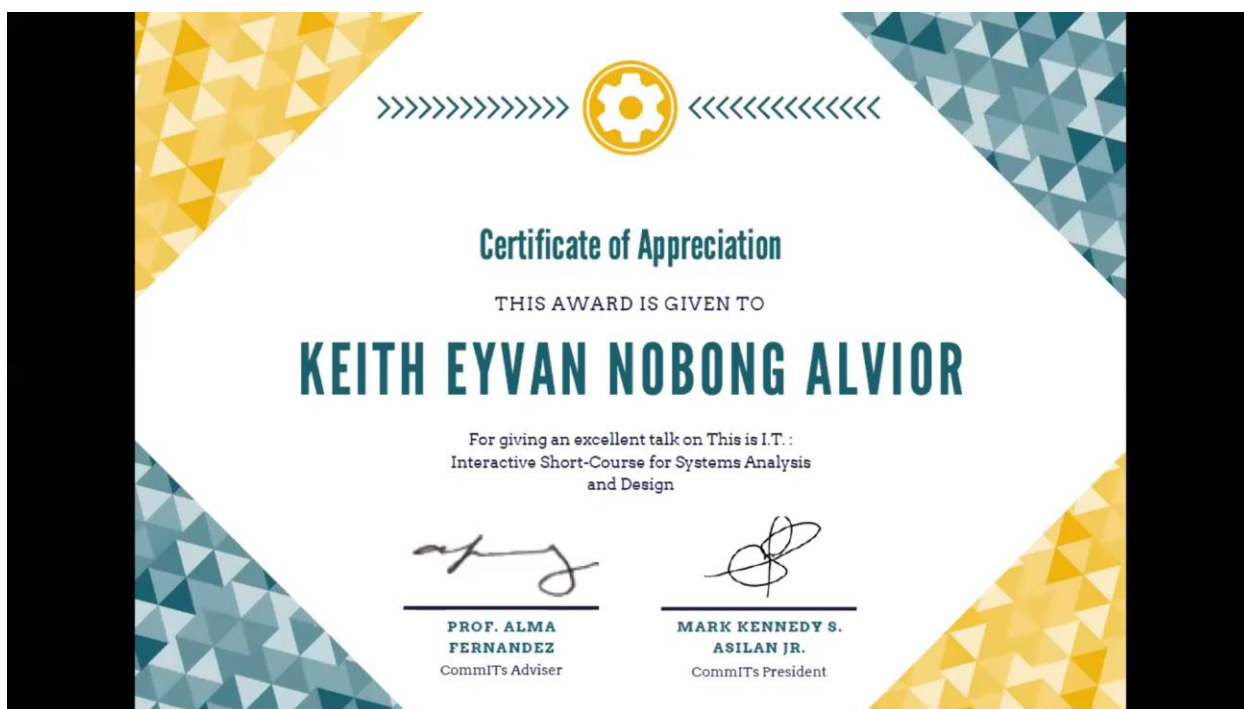 Certificate of Appreciation
THIS AWARD IS GIVEN TO
KEITH EYVAN NOBONG ALVIOR
For giving an excellent talk on This is I.T. :
Interactive Short-Course for Systems Analysis
and Design
PROF. ALMA
FERNANDEZ
CommITs Adviser
MARK KENNEDY S.
ASILAN JR.
CommITs President